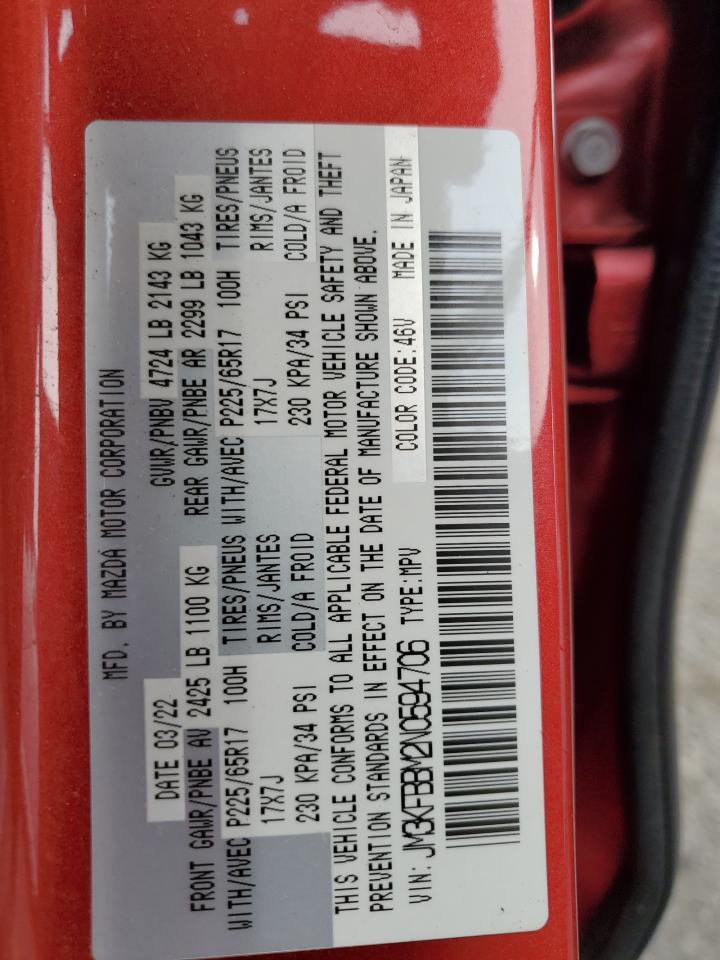 MFD. BY MAZDA MOTOR CORPORATION
DATE 03/22 GVWR/PNBV 4724 LB 2143 KG
FRONT GAWR/PNBE AV 2425 LB 1100 KG REAR GAWR/PNBE AR 2299 LB 1043 KG
WITH/AVEC P225/65R17 100H TIRES/PNEUS WITH/AVEC P225/65R17 100H TIRES/PNEUS
17X7J RIMS/JANTES 17X7J RIMS/JANTES
230 KPA/34 PSI COLD/A FROID 230 KPA/34 PSI COLD/A FROID
THIS VEHICLE CONFORMS TO ALL APPLICABLE FEDERAL MOTOR VEHICLE SAFETY AND THEFT
PREVENTION STANDARDS IN EFFECT ON THE DATE OF MANUFACTURE SHOWN ABOVE.
COLOR CODE:46V MADE IN JAPAN
VIN: JM3KFBBM2N0594706 TYPE:MPV